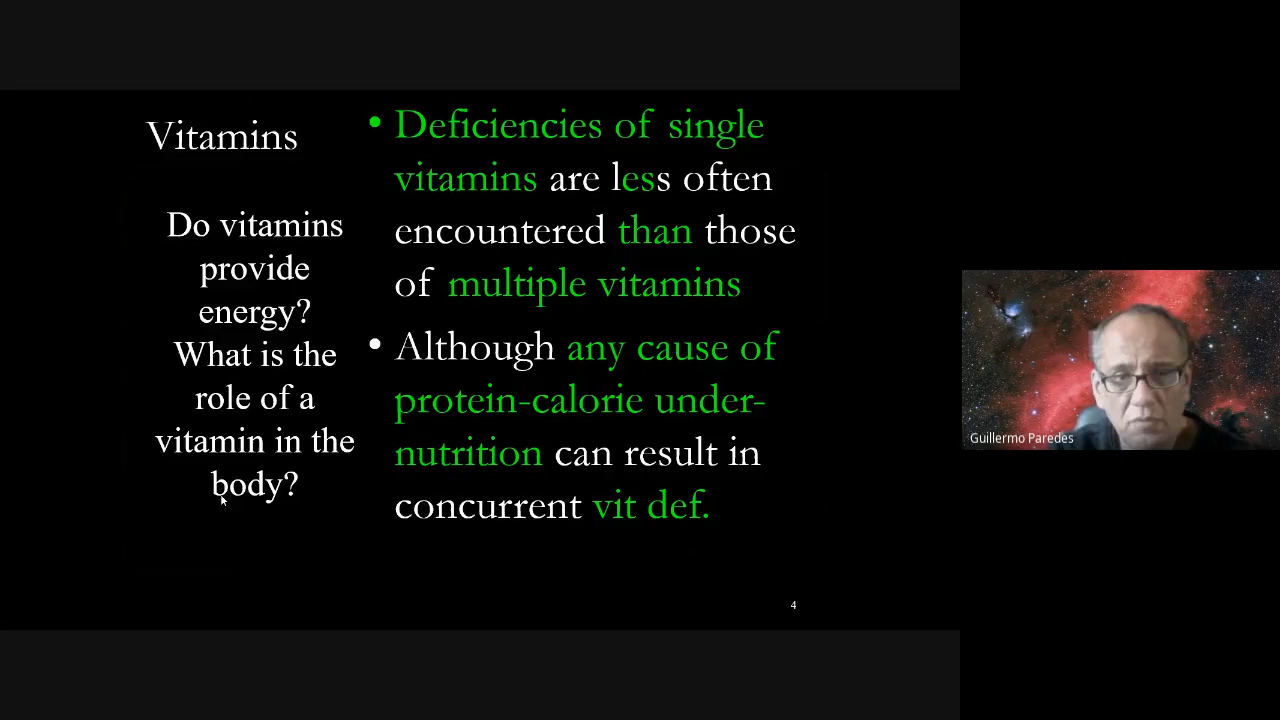 Vitamins
Do vitamins
provide
energy?
What is the
role of a
vitamin in the
body?
• Deficiencies of single
vitamins are less often
encountered than those
of multiple vitamins
• Although any cause of
protein-calorie under-
nutrition can result in
concurrent vit def.
4
Guillermo Paredes